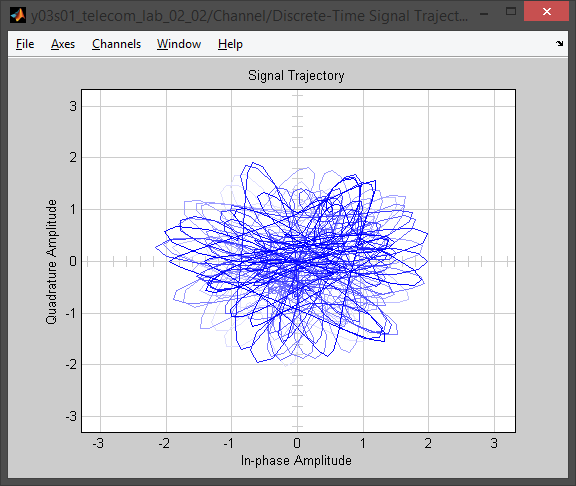 y03s01_telecom_lab_02_02/Channel/Discrete-Time Signal Traject...
File Axes Channels Window Help
Signal Trajectory
Quadrature Amplitude
3
2
1
0
-1
-2
-3
-3 -2 -1 0 1 2 3
In-phase Amplitude